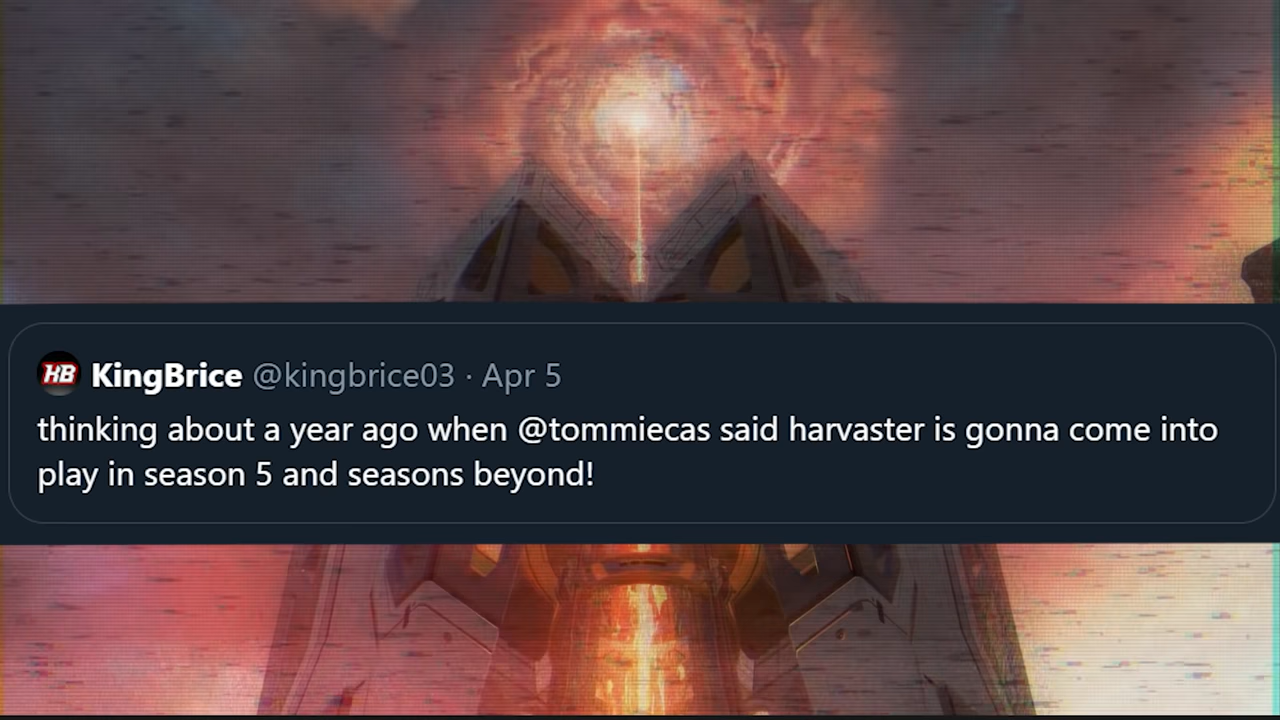 HB
KingBrice @kingbrice03 · Apr 5
thinking about a year ago when @tommiecas said harvaster is gonna come into
play in season 5 and seasons beyond!